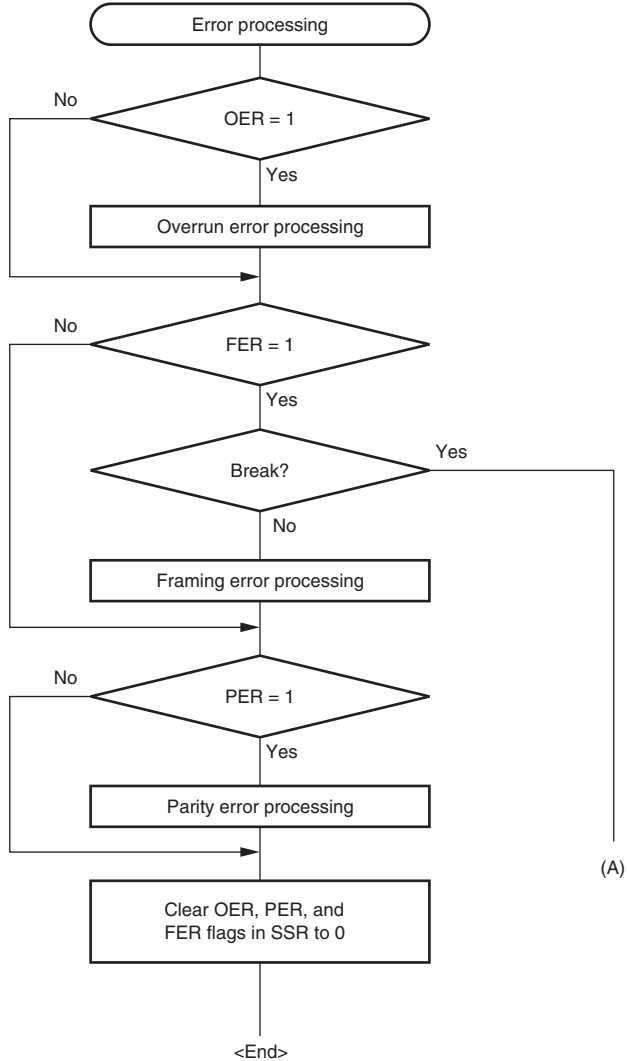 Error processing
No
OER = 1
Yes
Overrun error processing
No
FER = 1
Yes
Break?
Yes
No
Framing error processing
No
PER = 1
Yes
Parity error processing
(A)
Clear OER, PER, and
FER flags in SSR to 0
<End>